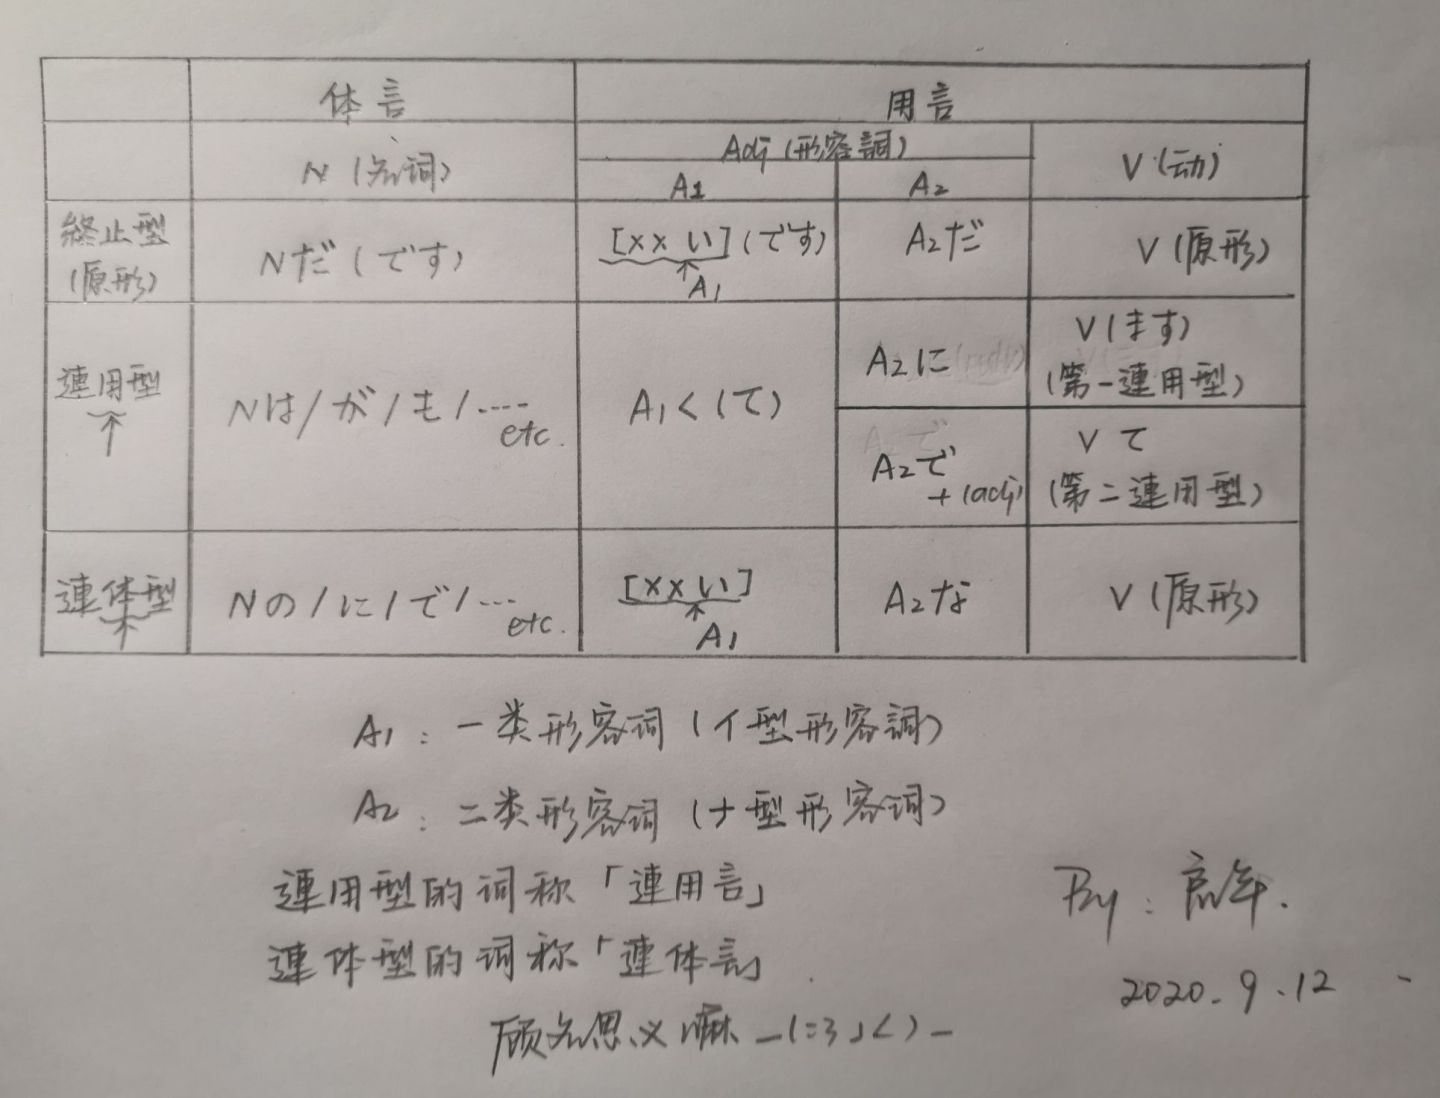 体言 用言
N (名词) Adj (形容詞) V (动)
A1 A2
終止型 (原形) Nだ (です) [×× い] (です) A2だ V (原形)
A1
連用型 Nは/が/も/.... etc. A1く(て) A2に V(ます) (第一連用型)
A2で + (adj) Vて (第二連用型)
連体型 Nの/に/で/... etc. [××い] A2な V (原形)
A1
A1: 一类形容词 (イ型形容詞)
A2: 二类形容词 (ナ型形容词)
連用型的词称「連用言」
連体型的词称「連体言」
By:
2020.9.12
顾名思义嘛 _(:з」∠)_